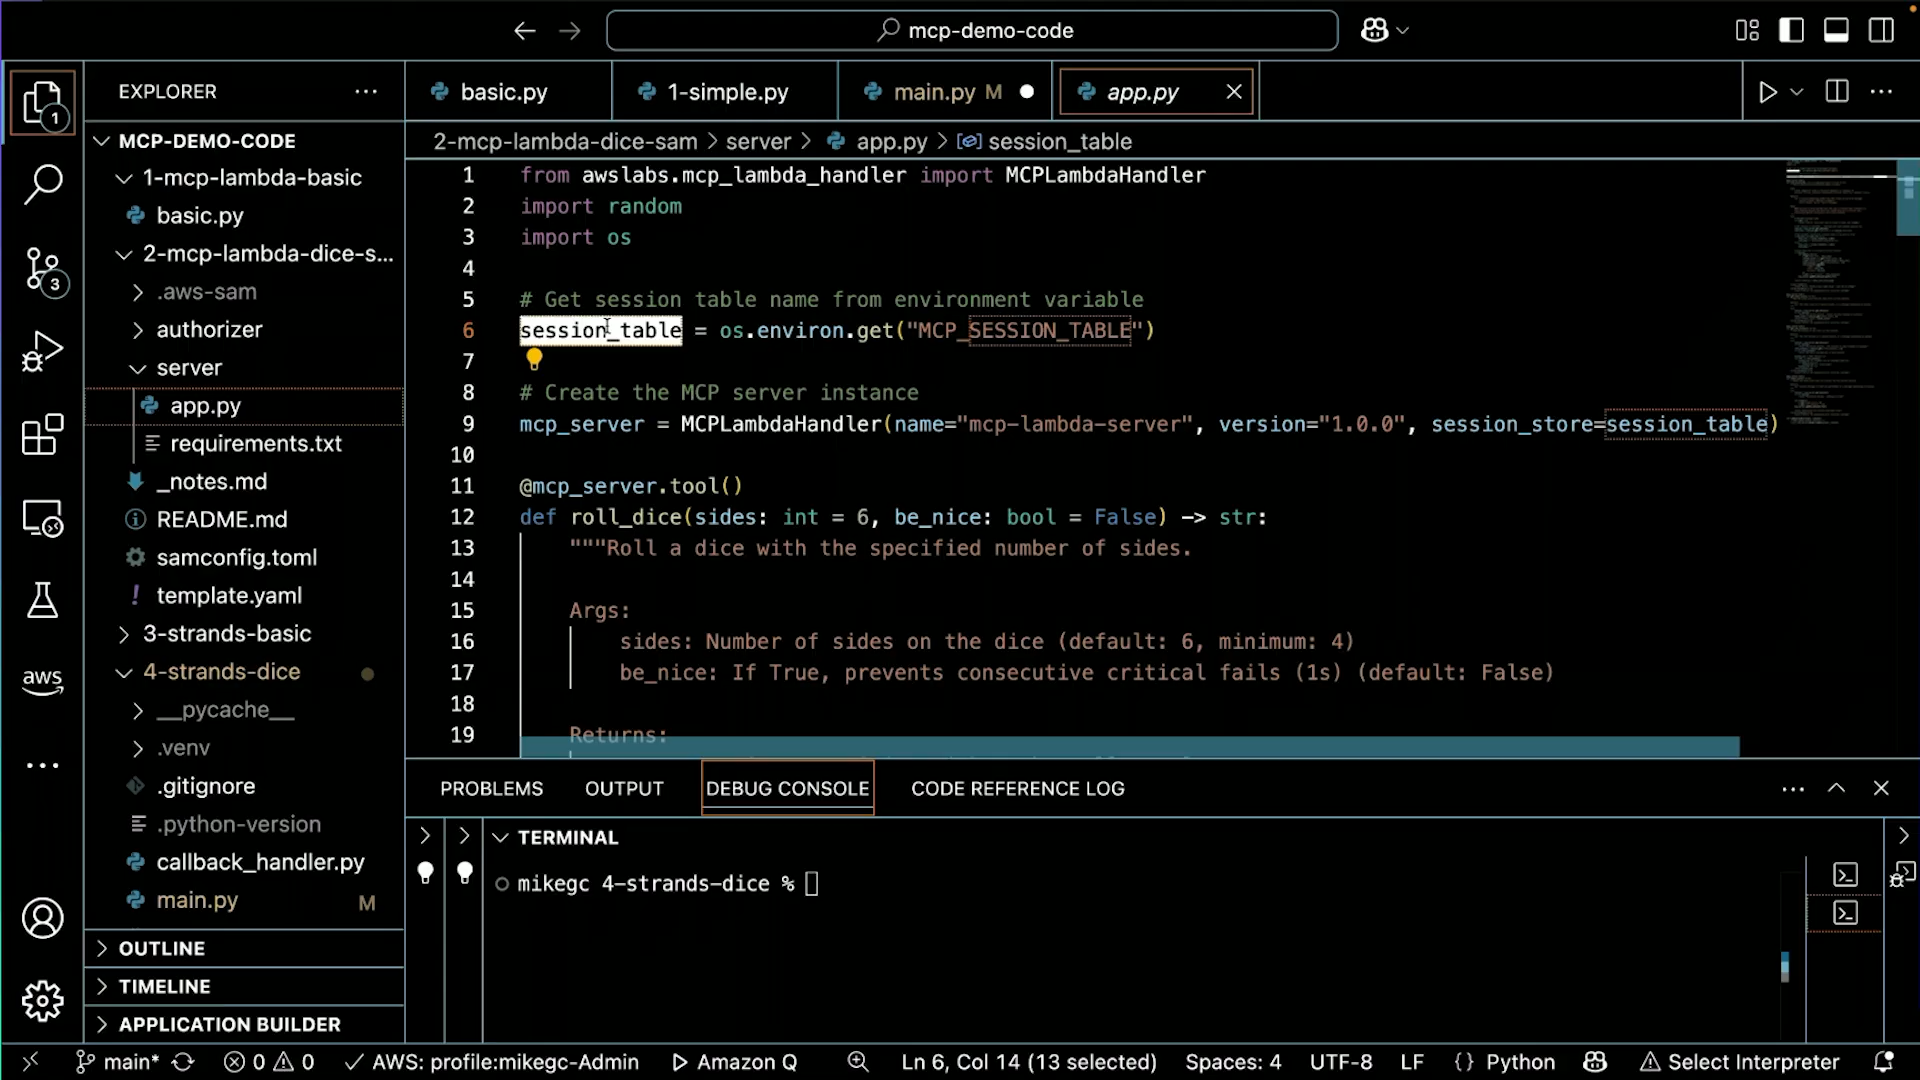 mcp-demo-code
EXPLORER
basic.py
1-simple.py
main.py M
app.py
1
MCP-DEMO-CODE
1-mcp-lambda-basic
basic.py
2-mcp-lambda-dice-s...
.aws-sam
authorizer
server
app.py
requirements.txt
_notes.md
README.md
samconfig.toml
template.yaml
3-strands-basic
4-strands-dice
__pycache__
.venv
.gitignore
.python-version
callback_handler.py
main.py M
OUTLINE
TIMELINE
APPLICATION BUILDER
3
aws
2-mcp-lambda-dice-sam > server > app.py > session_table
1 from awslabs.mcp_lambda_handler import MCPLambdaHandler
2 import random
3 import os
4
5 # Get session table name from environment variable
6 session_table = os.environ.get("MCP_SESSION_TABLE")
7
8 # Create the MCP server instance
9 mcp_server = MCPLambdaHandler(name="mcp-lambda-server", version="1.0.0", session_store=session_table)
10
11 @mcp_server.tool()
12 def roll_dice(sides: int = 6, be_nice: bool = False) -> str:
13 """Roll a dice with the specified number of sides.
14
15 Args:
16 sides: Number of sides on the dice (default: 6, minimum: 4)
17 be_nice: If True, prevents consecutive critical fails (1s) (default: False)
18
19 Returns:
PROBLEMS OUTPUT DEBUG CONSOLE CODE REFERENCE LOG
TERMINAL
mikegc 4-strands-dice %
main* 0 0 AWS: profile:mikegc-Admin Amazon Q Ln 6, Col 14 (13 selected) Spaces: 4 UTF-8 LF {} Python Select Interpreter